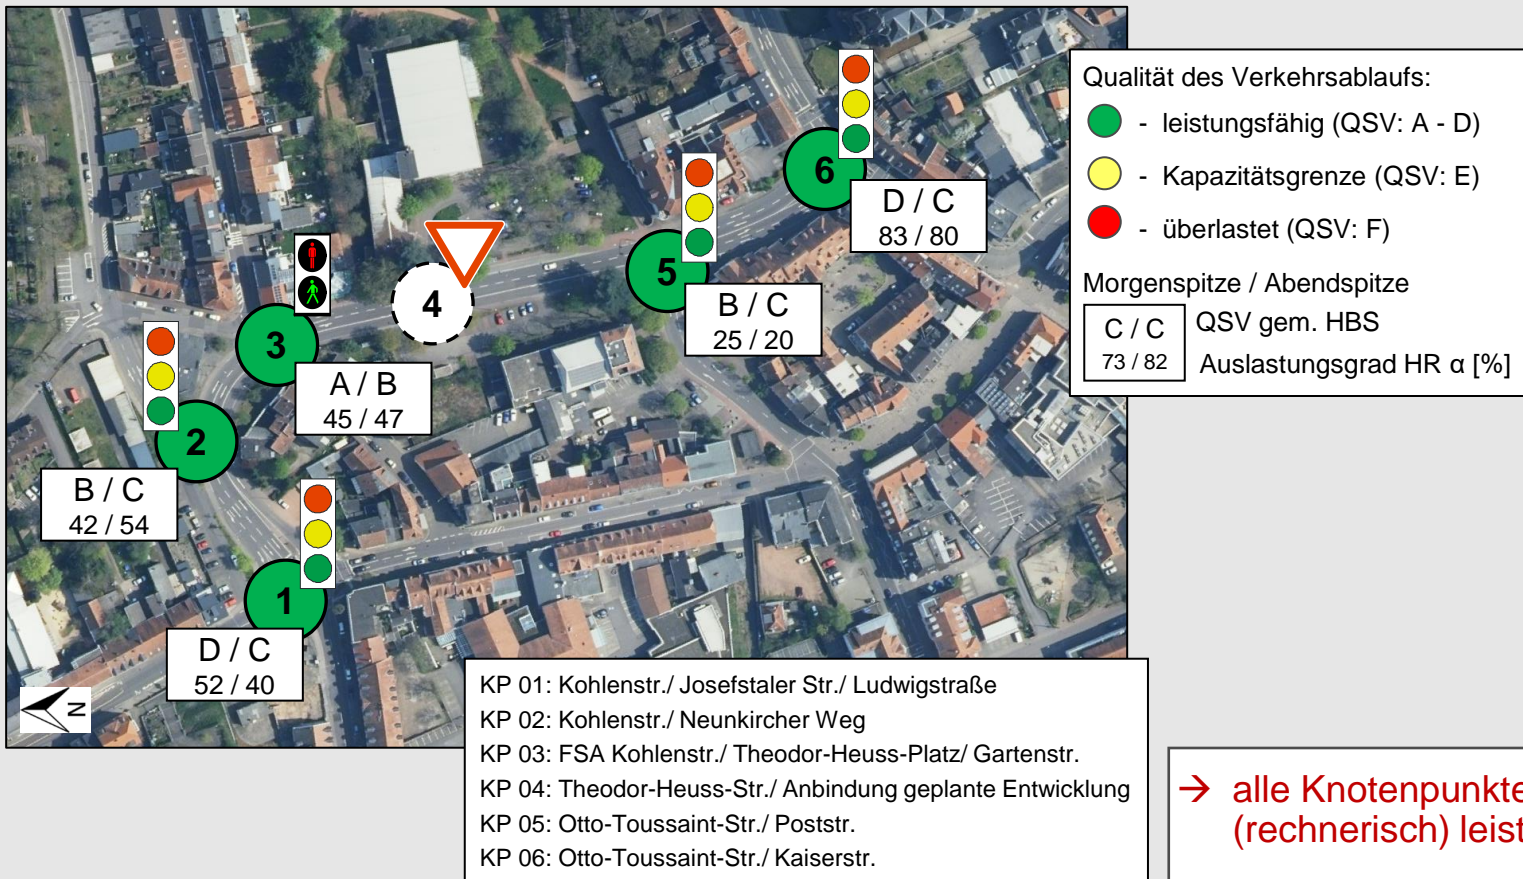 6
D / C
83 / 80
5
B / C
25 / 20
4
3
A / B
45 / 47
2
B / C
42 / 54
1
D / C
52 / 40
N
Qualität des Verkehrsablaufs:
- leistungsfähig (QSV: A - D)
- Kapazitätsgrenze (QSV: E)
- überlastet (QSV: F)
Morgenspitze / Abendspitze
C / C QSV gem. HBS
73 / 82 Auslastungsgrad HR α [%]
KP 01: Kohlenstr./ Josefstaler Str./ Ludwigstraße
KP 02: Kohlenstr./ Neunkircher Weg
KP 03: FSA Kohlenstr./ Theodor-Heuss-Platz/ Gartenstr.
KP 04: Theodor-Heuss-Str./ Anbindung geplante Entwicklung
KP 05: Otto-Toussaint-Str./ Poststr.
KP 06: Otto-Toussaint-Str./ Kaiserstr.
→ alle Knotenpunkte
(rechnerisch) leist